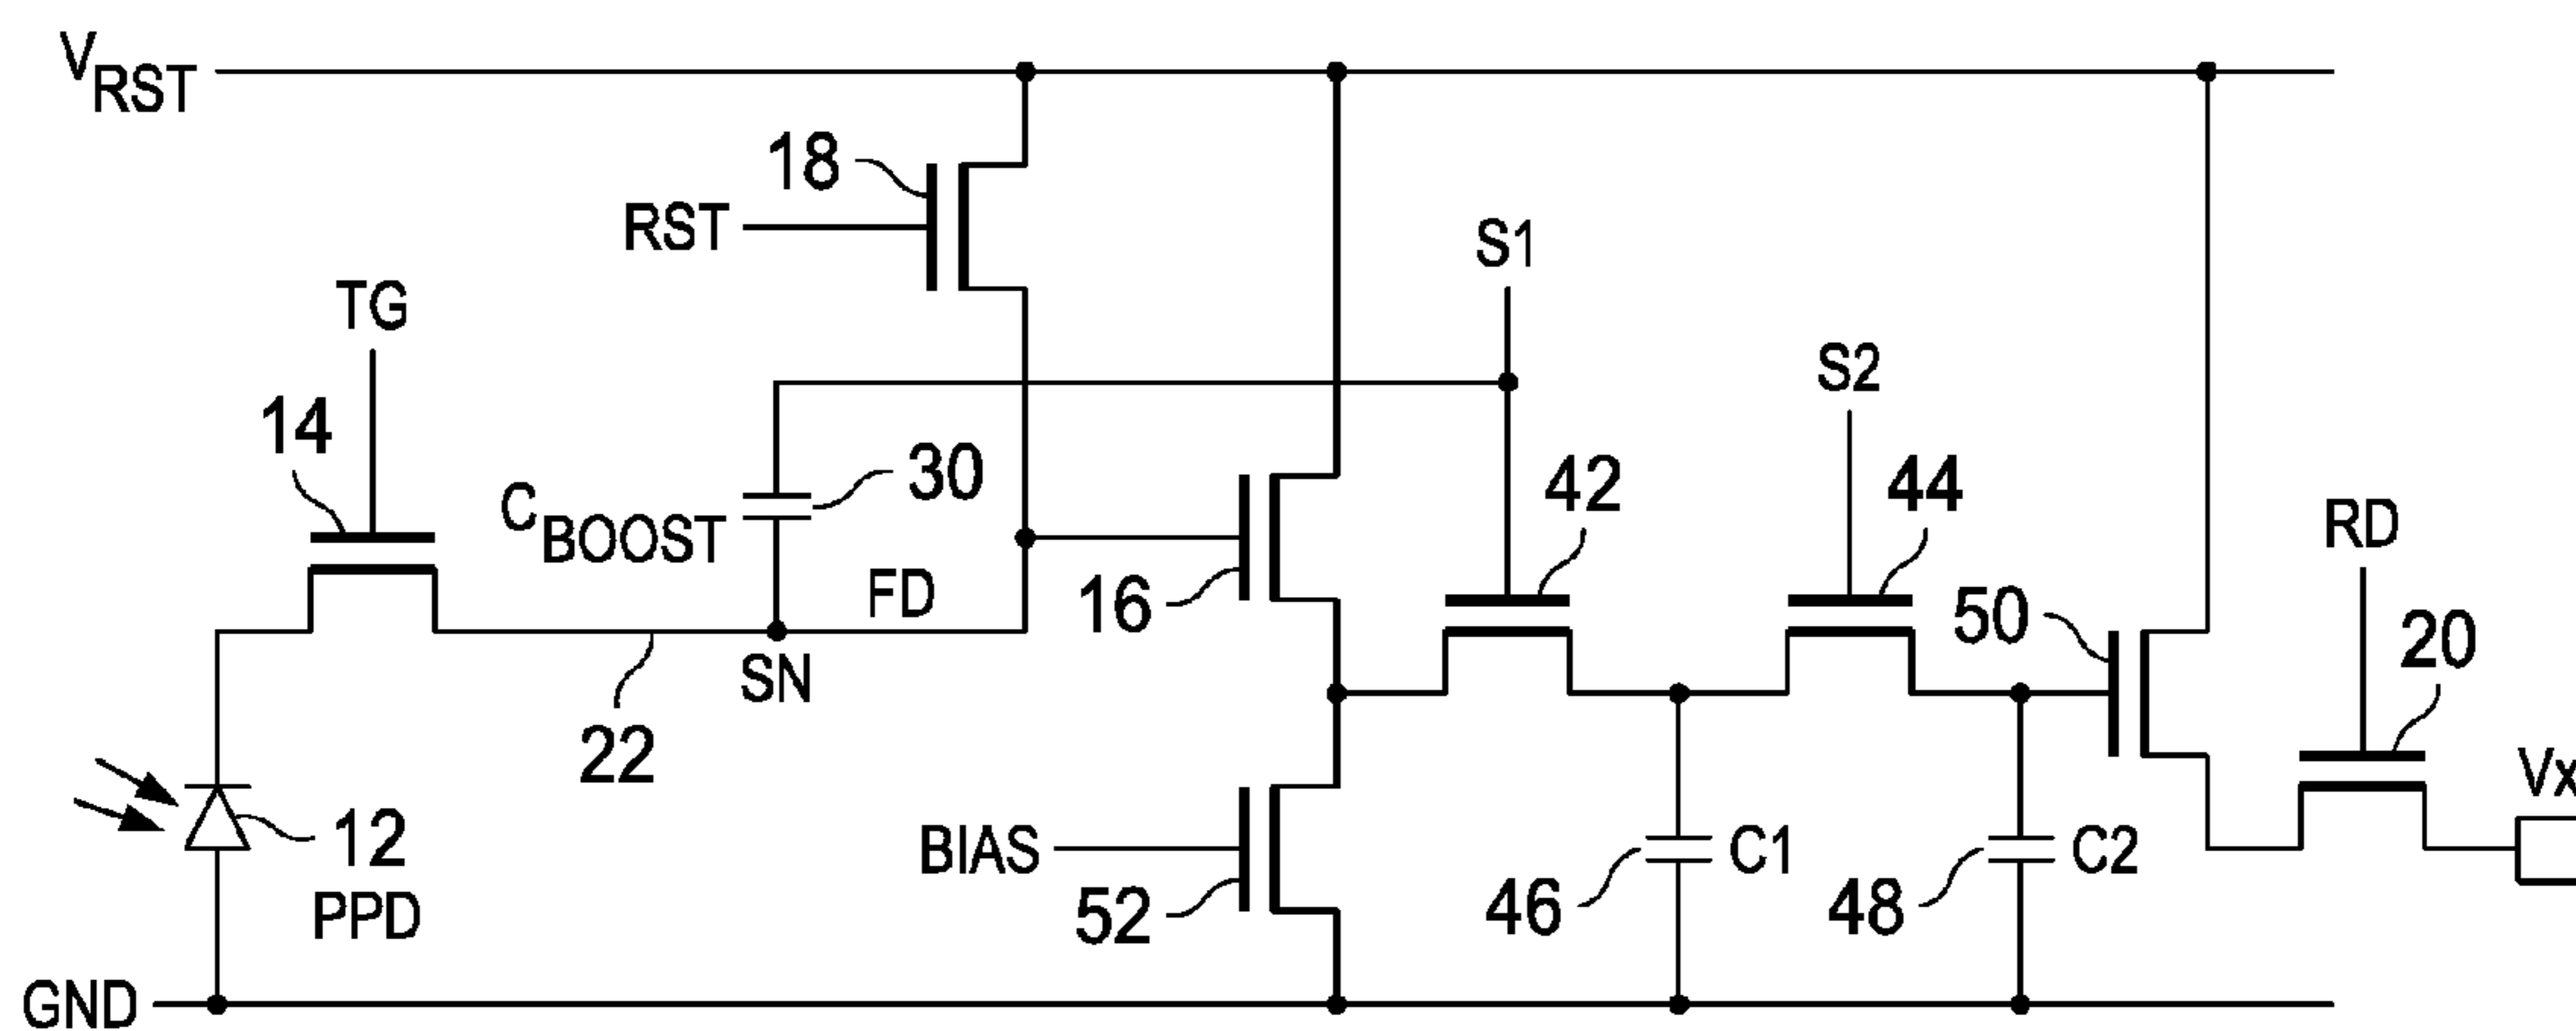 VRST
18
RST
S1
TG
S2
14
30
42
44
CBOOST
RD
FD
16
50
20
SN
22
Vx
12
BIAS
C1
C2
PPD
52
46
48
GND